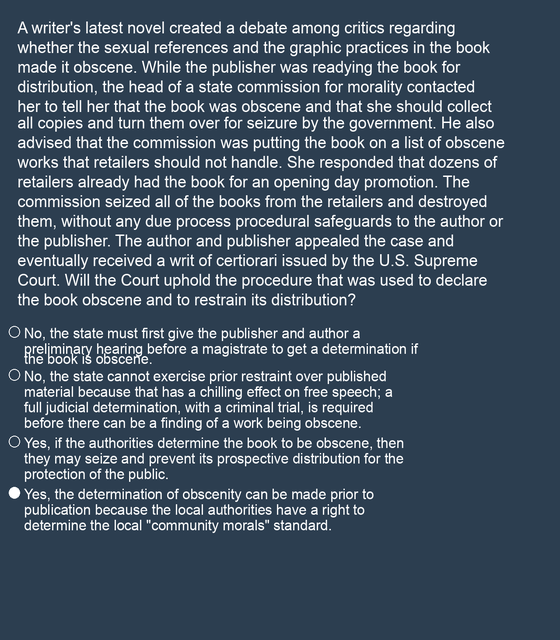 A writer's latest novel created a debate among critics regarding
whether the sexual references and the graphic practices in the book
made it obscene. While the publisher was readying the book for
distribution, the head of a state commission for morality contacted
her to tell her that the book was obscene and that she should collect
all copies and turn them over for seizure by the government. He also
advised that the commission was putting the book on a list of obscene
works that retailers should not handle. She responded that dozens of
retailers already had the book for an opening day promotion. The
commission seized all of the books from the retailers and destroyed
them, without any due process procedural safeguards to the author or
the publisher. The author and publisher appealed the case and
eventually received a writ of certiorari issued by the U.S. Supreme
Court. Will the Court uphold the procedure that was used to declare
the book obscene and to restrain its distribution?
No, the state must first give the publisher and author a
preliminary hearing before a magistrate to get a determination if
the book is obscene.
No, the state cannot exercise prior restraint over published
material because that has a chilling effect on free speech; a
full judicial determination, with a criminal trial, is required
before there can be a finding of a work being obscene.
Yes, if the authorities determine the book to be obscene, then
they may seize and prevent its prospective distribution for the
protection of the public.
Yes, the determination of obscenity can be made prior to
publication because the local authorities have a right to
determine the local "community morals" standard.